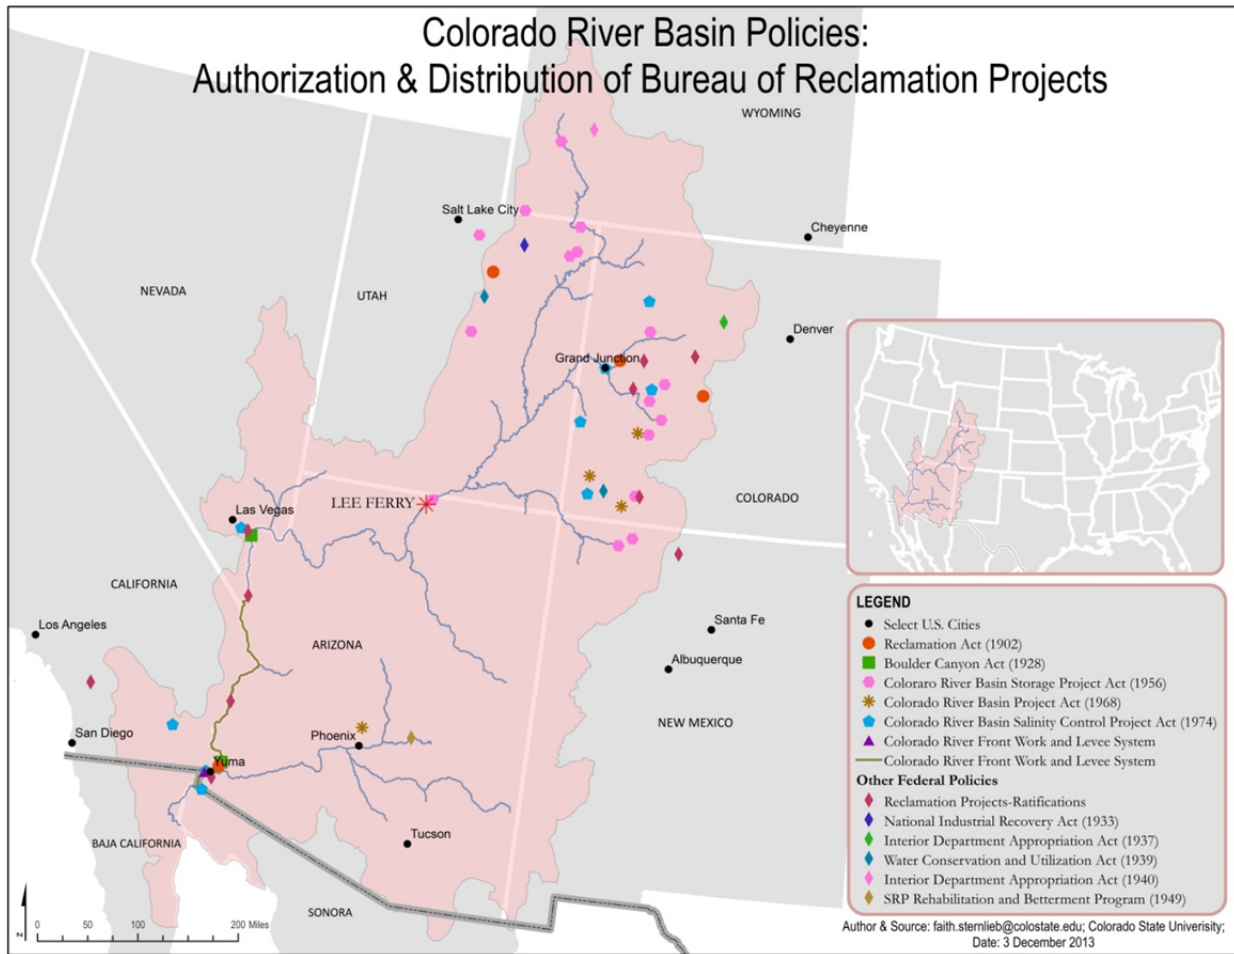 Colorado River Basin Policies:
Authorization & Distribution of Bureau of Reclamation Projects
WYOMING
Salt Lake City
Cheyenne
NEVADA
UTAH
Denver
Grand Junction
LEE FERRY
COLORADO
Las Vegas
CALIFORNIA
Los Angeles
ARIZONA
Santa Fe
Albuquerque
NEW MEXICO
San Diego
Phoenix
Yuma
Tucson
BAJA CALIFORNIA
SONORA
N
0 50 100 200 Miles
LEGEND
Select U.S. Cities
Reclamation Act (1902)
Boulder Canyon Act (1928)
Coloraro River Basin Storage Project Act (1956)
Colorado River Basin Project Act (1968)
Colorado River Basin Salinity Control Project Act (1974)
Colorado River Front Work and Levee System
Colorado River Front Work and Levee System
Other Federal Policies
Reclamation Projects-Ratifications
National Industrial Recovery Act (1933)
Interior Department Appropriation Act (1937)
Water Conservation and Utilization Act (1939)
Interior Department Appropriation Act (1940)
SRP Rehabilitation and Betterment Program (1949)
Author & Source: faith.sternlieb@colostate.edu; Colorado State Univerisity;
Date: 3 December 2013